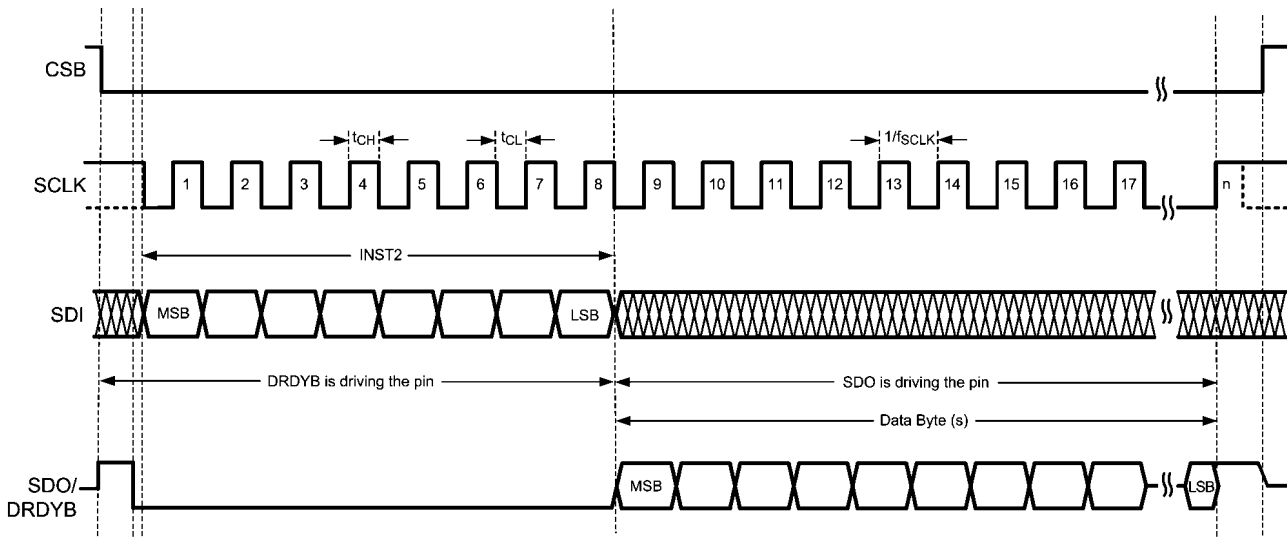 CSB
tCH
tCL
1/fSCLK
SCLK
1 2 3 4 5 6 7 8 9 10 11 12 13 14 15 16 17 n
INST2
SDI
MSB
LSB
DRDYB is driving the pin
SDO is driving the pin
Data Byte (s)
SDO/
DRDYB
MSB
LSB